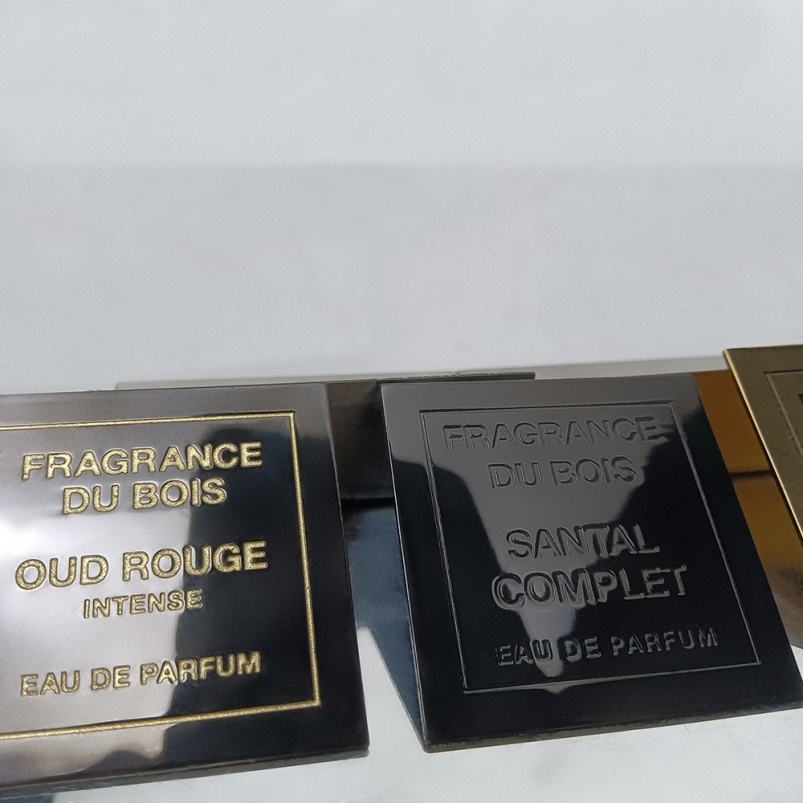 FRAGRANCE
DU BOIS
OUD ROUGE
INTENSE
EAU DE PARFUM
FRAGRANCE
DU BOIS
SANTAL
COMPLET
EAU DE PARFUM